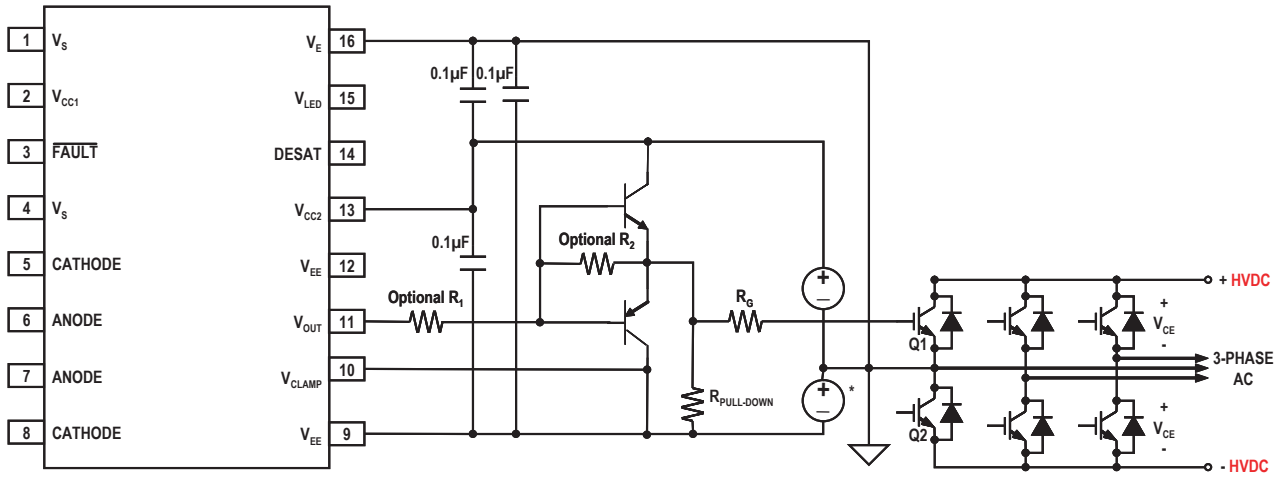 1 V_S V_E 16
0.1µF 0.1µF
2 V_CC1 V_LED 15
3 FAULT DESAT 14
4 V_S V_CC2 13
0.1µF
Optional R_2
5 CATHODE V_EE 12
+
_
+ HVDC
Optional R_1
R_G
+
V_CE
-
6 ANODE V_OUT 11
Q1
3-PHASE
AC
7 ANODE V_CLAMP 10
+
_
*
R_PULL-DOWN
+
V_CE
-
8 CATHODE V_EE 9
Q2
- HVDC